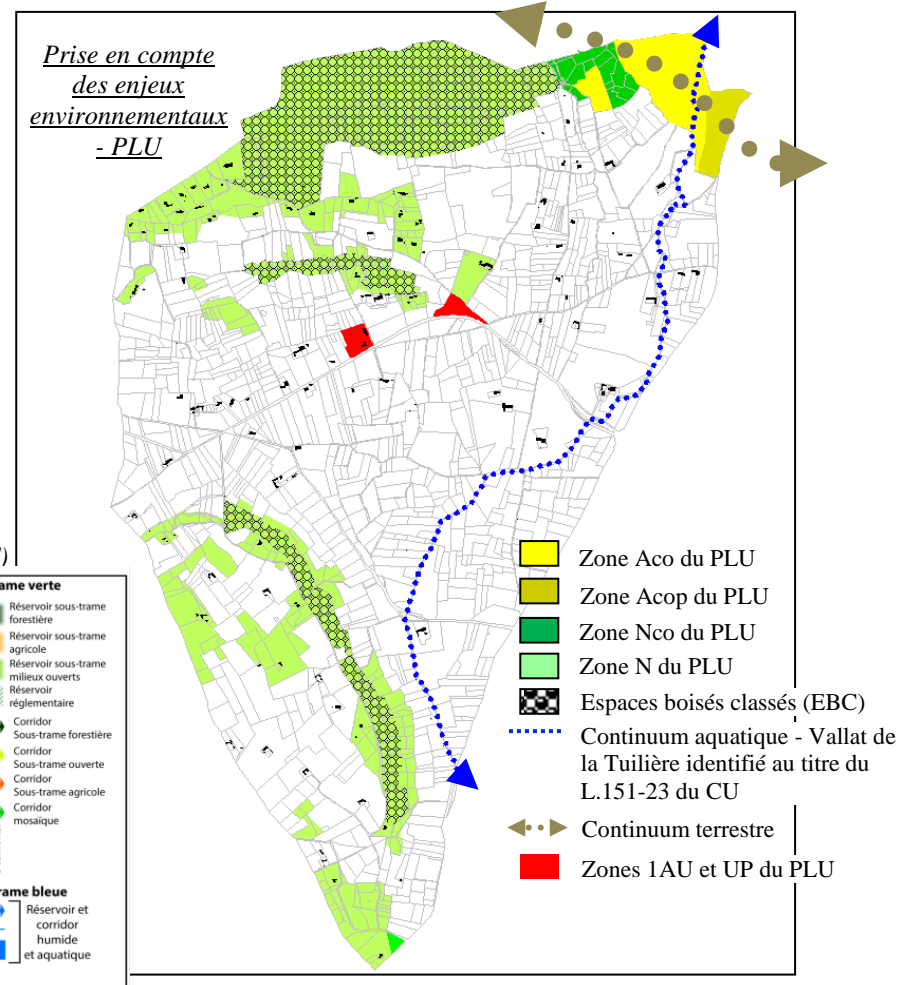 Prise en compte
des enjeux
environnementaux
- PLU
Zone Aco du PLU
Zone Acop du PLU
Zone Nco du PLU
Zone N du PLU
Espaces boisés classés (EBC)
Continuum aquatique - Vallat de
la Tuilière identifié au titre du
L.151-23 du CU
Continuum terrestre
Zones 1AU et UP du PLU
rame verte
Réservoir sous-trame
forestière
Réservoir sous-trame
agricole
Réservoir sous-trame
milieux ouverts
Réservoir
réglementaire
Corridor
Sous-trame forestière
Corridor
Sous-trame ouverte
Corridor
Sous-trame agricole
Corridor
mosaïque
rame bleue
Réservoir et
corridor
humide
et aquatique